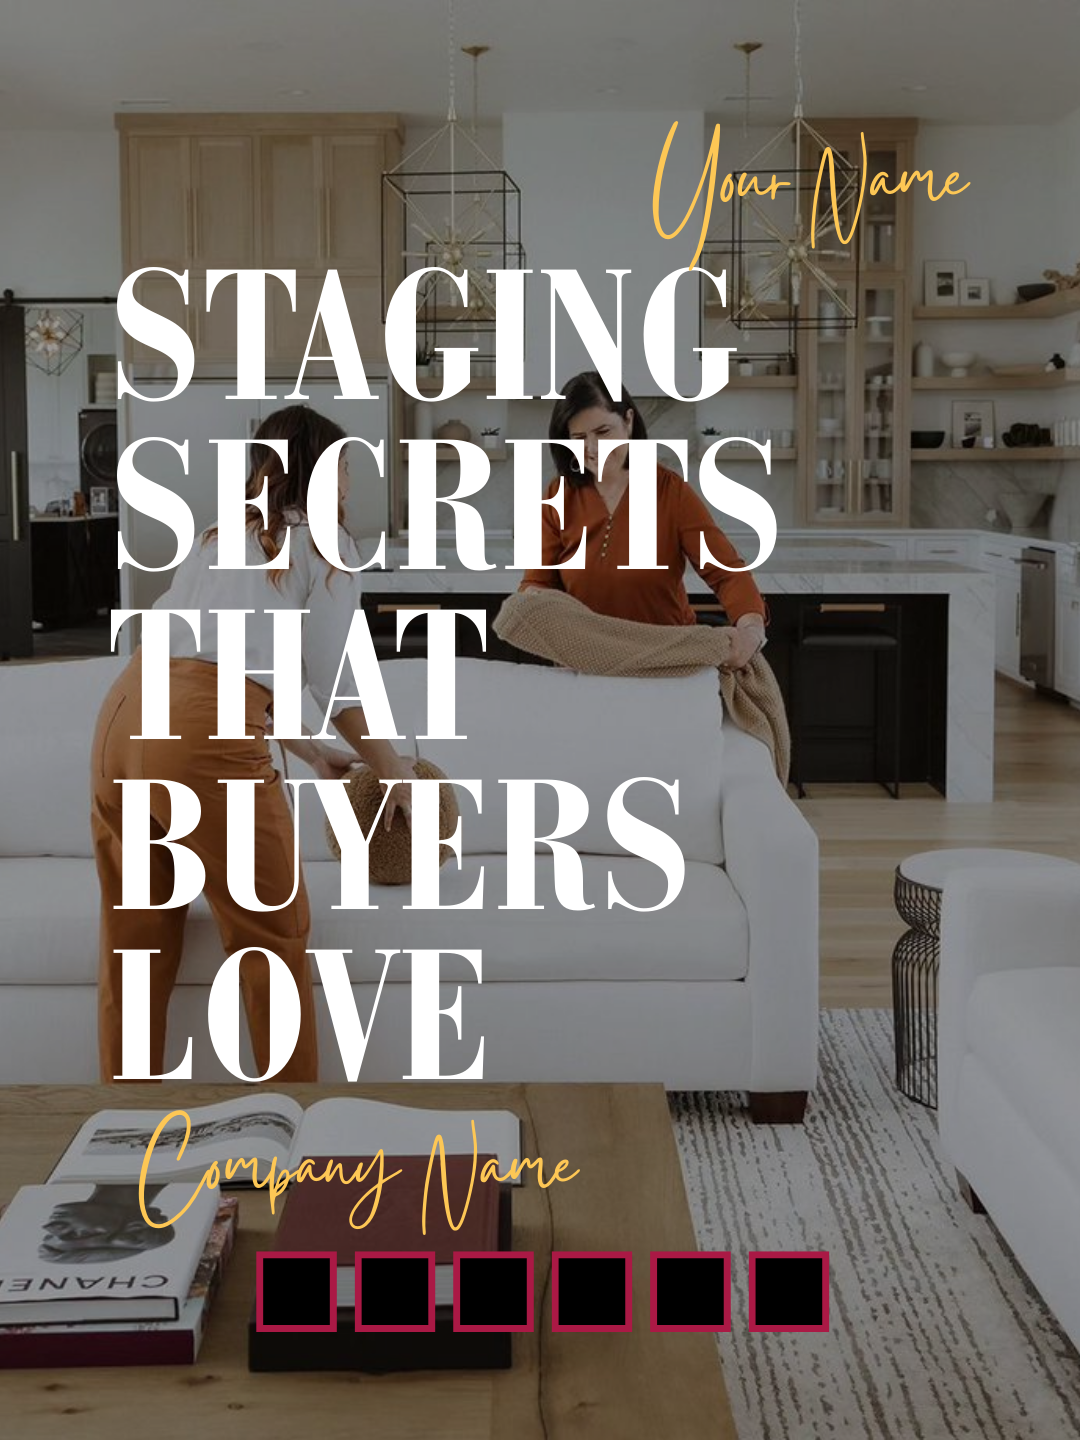 Your Name
STAGING
SECRETS
THAT
BUYERS
LOVE
Company Name
CHANEL